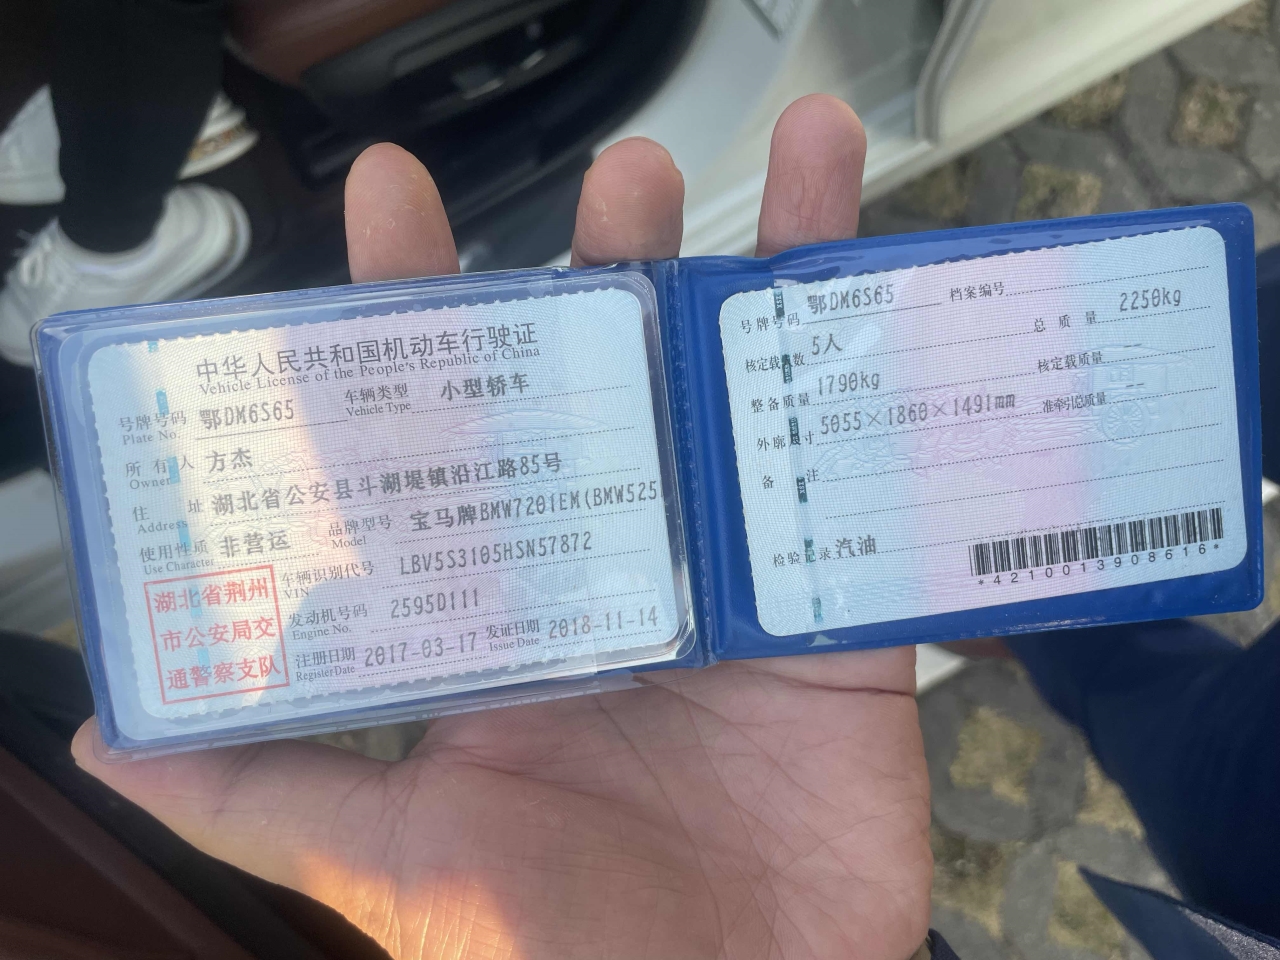 中华人民共和国机动车行驶证
Vehicle License of the People's Republic of China
号牌号码 鄂DM6S65 车辆类型 小型轿车
Plate No. Vehicle Type
所有人 方杰
Owner
住 址 湖北省公安县斗湖堤镇沿江路85号
Address
使用性质 非营运 品牌型号 宝马牌BMW7201EM(BMW525
Use Character Model
车辆识别代号 LBV5S3105HSN57872
VIN
发动机号码 2595D111
Engine No.
注册日期 2017-03-17 发证日期 2018-11-14
Register Date Issue Date
湖北省荆州
市公安局交
通警察支队
号牌号码 鄂DM6S65 档案编号
核定载人数 5人 总质量 2250kg
整备质量 1790kg 核定载质量 --
外廓尺寸 5055×1860×1491mm 准牵引总质量
备 注
检验记录 汽油
*4210013908616*